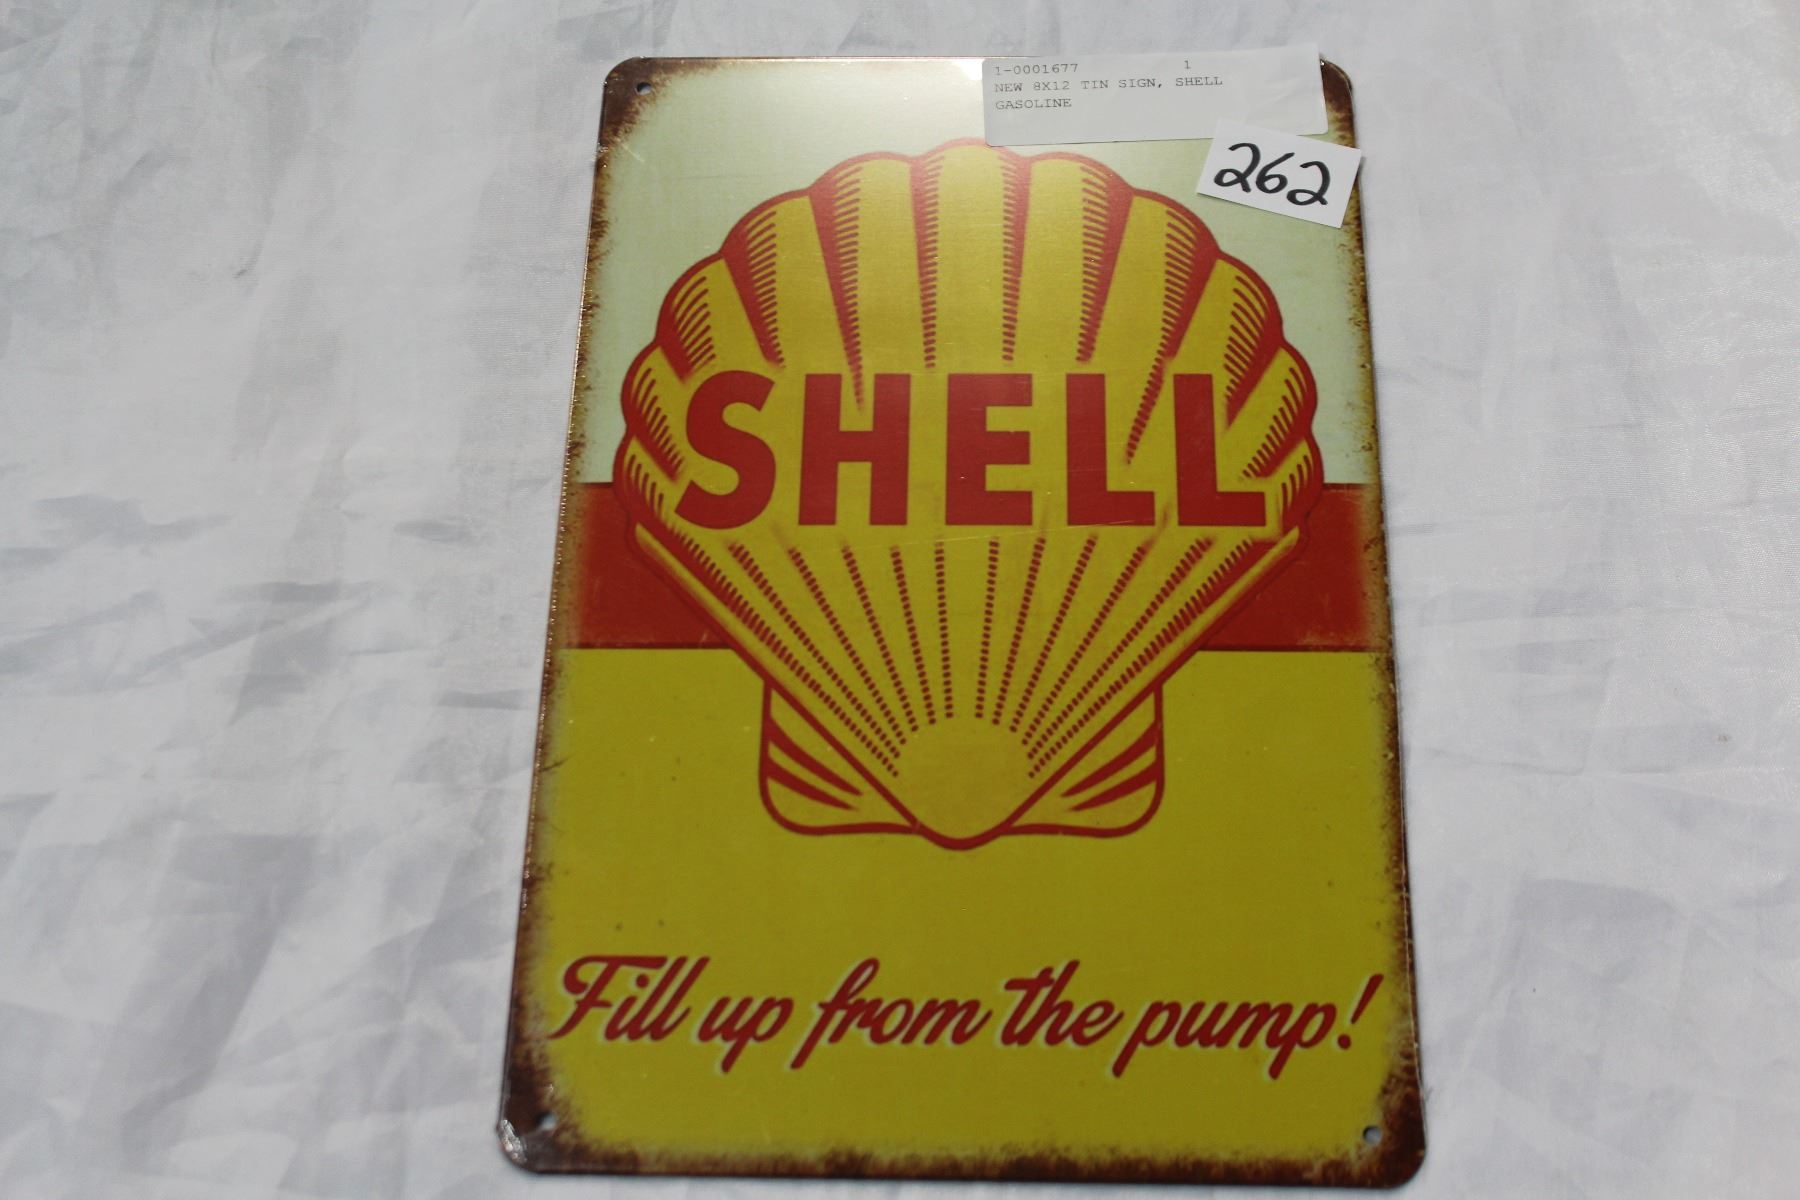 1-0001677 1
NEW 8X12 TIN SIGN, SHELL
GASOLINE
262
SHELL
Fill up from the pump!